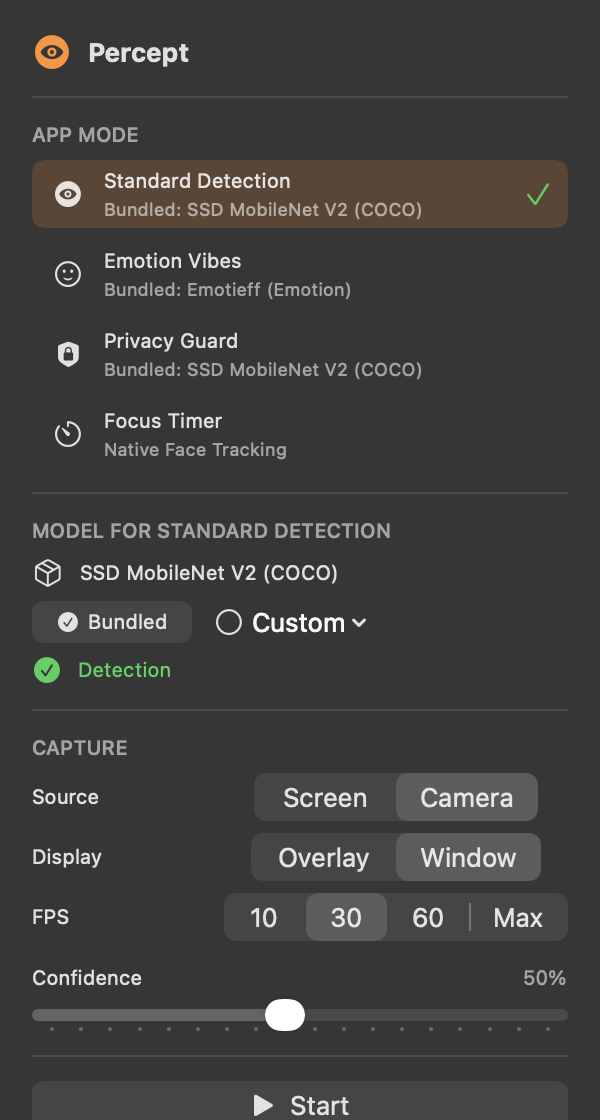 Percept
APP MODE
Standard Detection
Bundled: SSD MobileNet V2 (COCO)
Emotion Vibes
Bundled: Emotieff (Emotion)
Privacy Guard
Bundled: SSD MobileNet V2 (COCO)
Focus Timer
Native Face Tracking
MODEL FOR STANDARD DETECTION
SSD MobileNet V2 (COCO)
Bundled Custom
Detection
CAPTURE
Source Screen Camera
Display Overlay Window
FPS 10 30 60 Max
Confidence 50%
Start